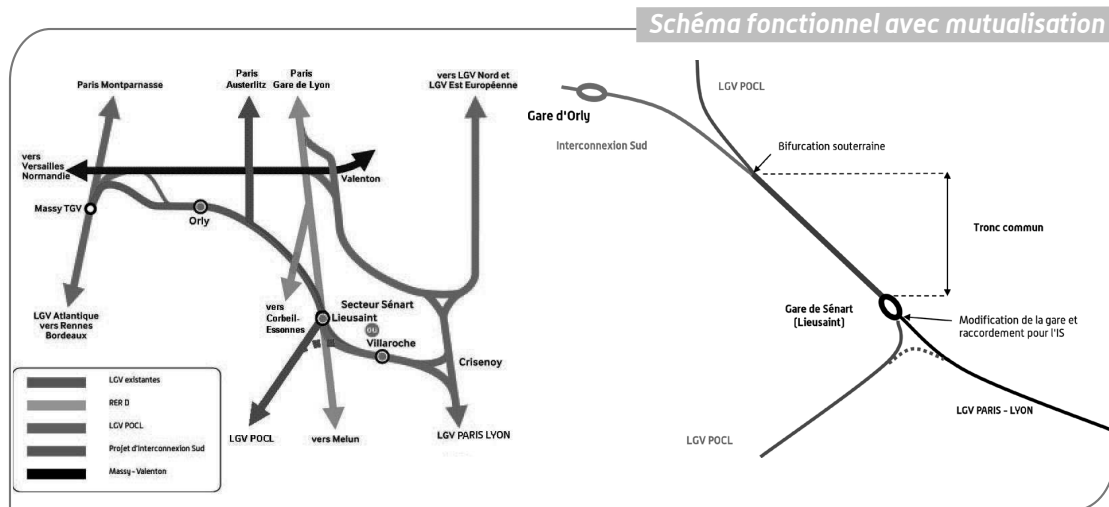 Schéma fonctionnel avec mutualisation
Paris Montparnasse
Paris
Austerlitz
Paris
Gare de Lyon
vers LGV Nord et
LGV Est Européenne
vers
Versailles
Normandie
Valenton
Massy TGV
Orly
LGV Atlantique
vers Rennes
Bordeaux
vers
Corbeil-
Essonnes
Secteur Sénart
Lieusaint
ou
Villaroche
Crisenoy
LGV POCL
vers Melun
LGV PARIS LYON
LGV existantes
RER D
LGV POCL
Projet d'Interconnexion Sud
Massy - Valenton
LGV POCL
Gare d'Orly
Interconnexion Sud
Bifurcation souterraine
Tronc commun
Gare de Sénart
(Lieusaint)
Modification de la gare et
raccordement pour l'IS
LGV PARIS - LYON
LGV POCL